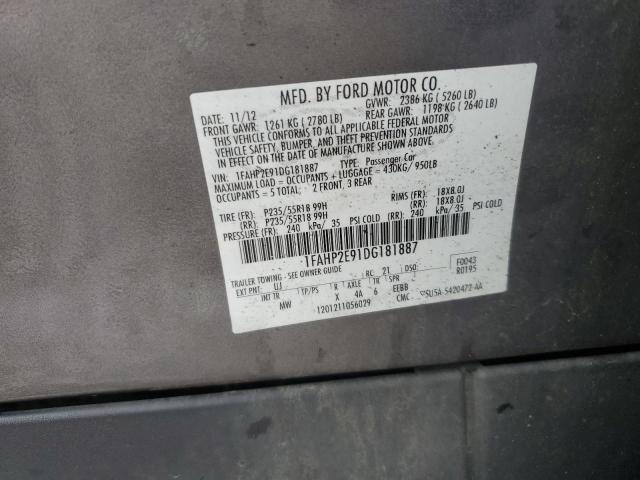 MFD. BY FORD MOTOR CO.
DATE: 11/12 GVWR: 2386 KG ( 5260 LB)
FRONT GAWR: 1261 KG ( 2780 LB) REAR GAWR: 1198 KG ( 2640 LB)
THIS VEHICLE CONFORMS TO ALL APPLICABLE FEDERAL MOTOR
VEHICLE SAFETY, BUMPER, AND THEFT PREVENTION STANDARDS
IN EFFECT ON THE DATE OF MANUFACTURE SHOWN ABOVE.
VIN: 1FAHP2E91DG181887 TYPE: Passenger Car
MAXIMUM LOAD = OCCUPANTS + LUGGAGE = 430KG/ 950LB
OCCUPANTS = 5 TOTAL: 2 FRONT, 3 REAR
TIRE (FR): P235/55R18 99H RIMS (FR): 18X8.0J
(RR): P235/55R18 99H (RR): 18X8.0J
PRESSURE (FR): 240 kPa/ 35 PSI COLD (RR): 240 kPa/ 35 PSI COLD
1FAHP2E91DG181887
TRAILER TOWING - SEE OWNER GUIDE
EXT PNT: UJ RC: 21 DSO: F0043
R0195
INT TR TP/PS R AXLE TR SPR
MW X 4A 6 EEBB
1201211056029 CMC 5420472-AA